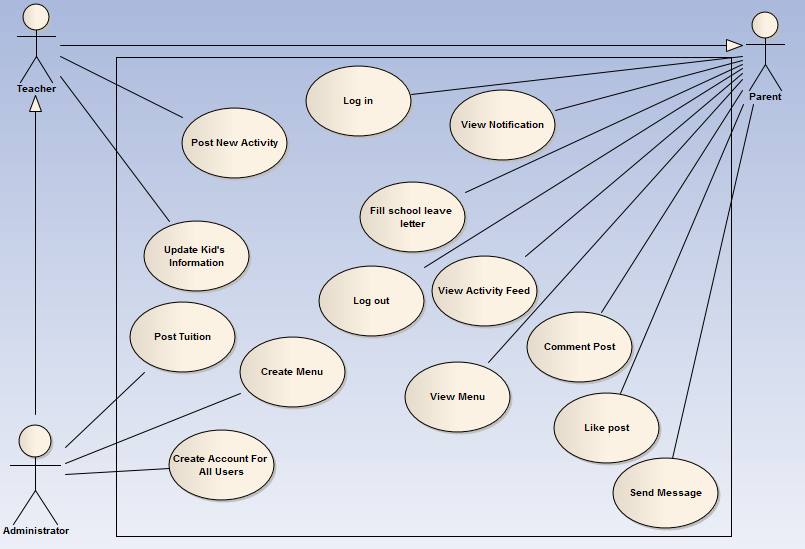 Teacher
Parent
Log in
View Notification
Post New Activity
Fill school leave
letter
Update Kid's
Information
View Activity Feed
Log out
Post Tuition
Comment Post
Create Menu
View Menu
Like post
Create Account For
All Users
Send Message
Administrator